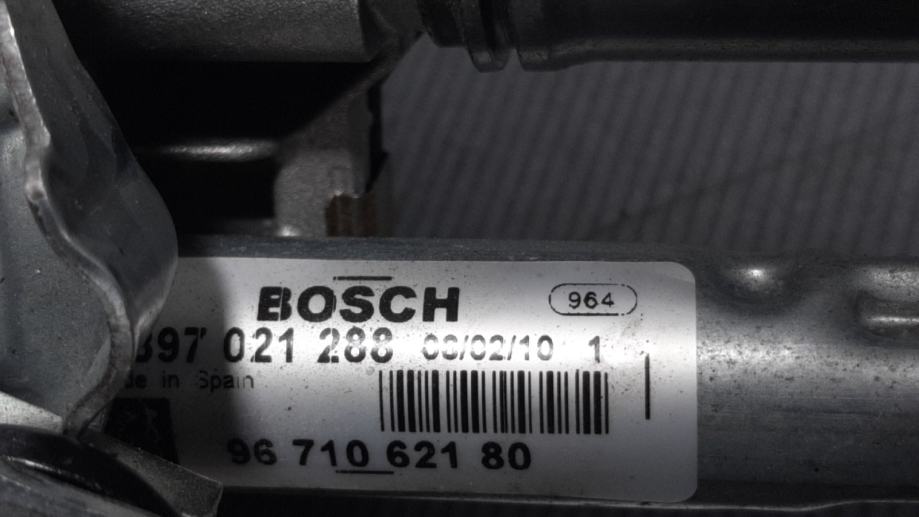 BOSCH 964
397 021 288 08/02/10 1
de in Spain
96 710 621 80